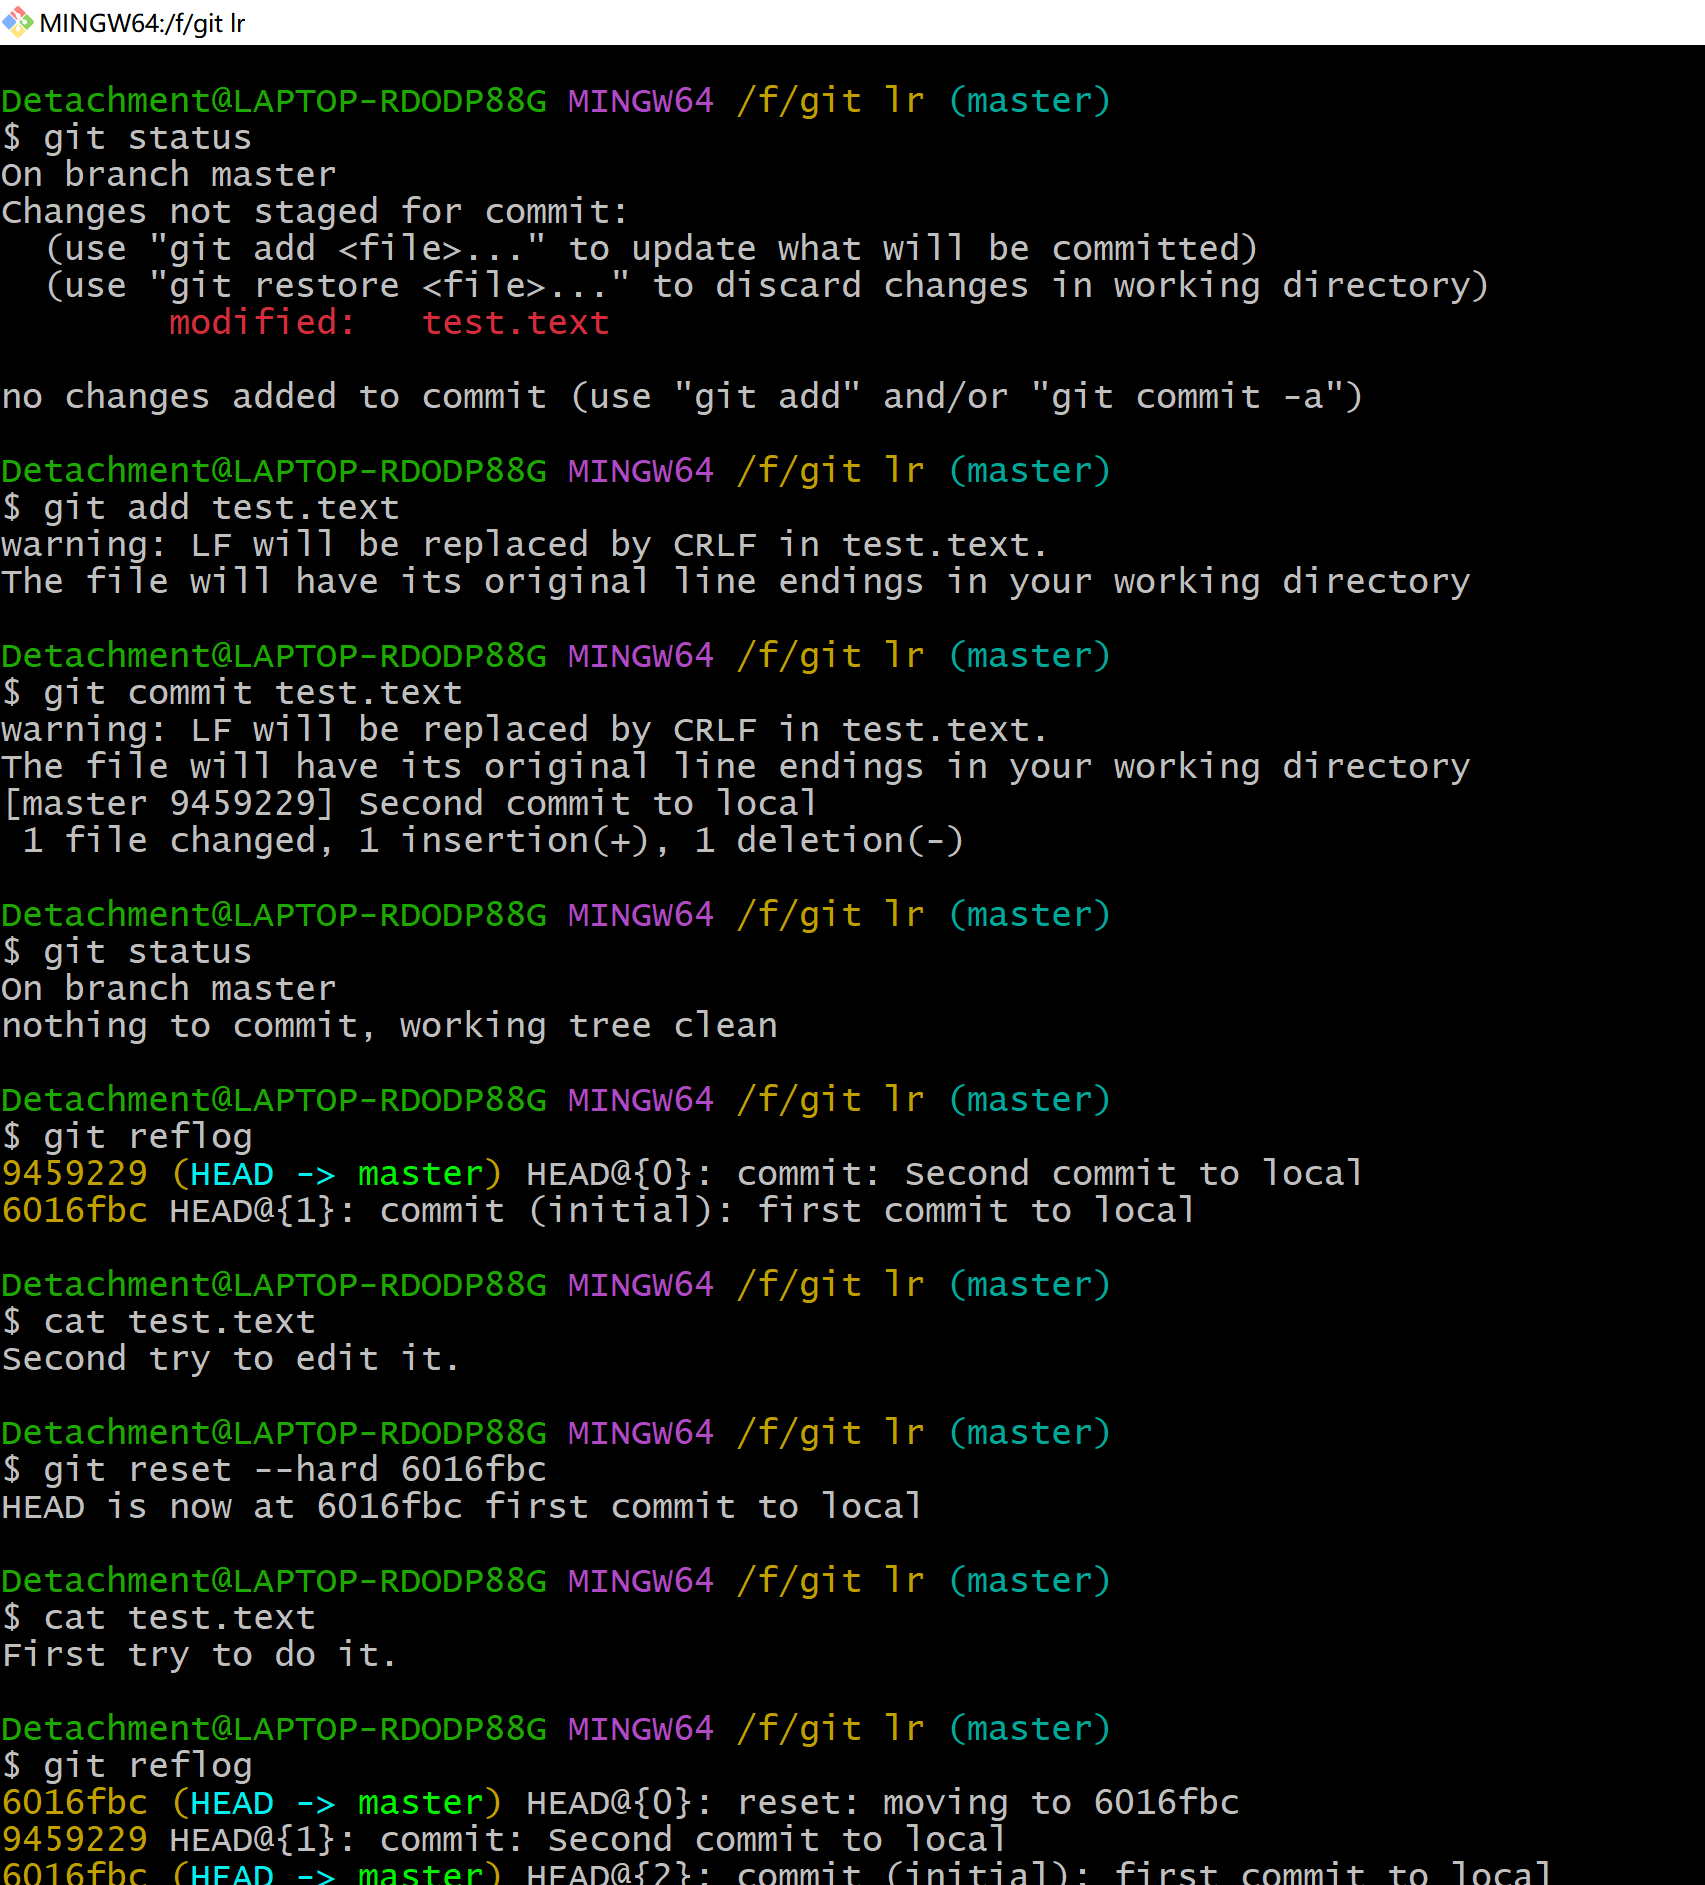 MINGW64:/f/git lr
Detachment@LAPTOP-RDODP88G MINGW64 /f/git lr (master)
$ git status
On branch master
Changes not staged for commit:
  (use "git add <file>..." to update what will be committed)
  (use "git restore <file>..." to discard changes in working directory)
        modified:   test.text
no changes added to commit (use "git add" and/or "git commit -a")
Detachment@LAPTOP-RDODP88G MINGW64 /f/git lr (master)
$ git add test.text
warning: LF will be replaced by CRLF in test.text.
The file will have its original line endings in your working directory
Detachment@LAPTOP-RDODP88G MINGW64 /f/git lr (master)
$ git commit test.text
warning: LF will be replaced by CRLF in test.text.
The file will have its original line endings in your working directory
[master 9459229] Second commit to local
 1 file changed, 1 insertion(+), 1 deletion(-)
Detachment@LAPTOP-RDODP88G MINGW64 /f/git lr (master)
$ git status
On branch master
nothing to commit, working tree clean
Detachment@LAPTOP-RDODP88G MINGW64 /f/git lr (master)
$ git reflog
9459229 (HEAD -> master) HEAD@{0}: commit: Second commit to local
6016fbc HEAD@{1}: commit (initial): first commit to local
Detachment@LAPTOP-RDODP88G MINGW64 /f/git lr (master)
$ cat test.text
Second try to edit it.
Detachment@LAPTOP-RDODP88G MINGW64 /f/git lr (master)
$ git reset --hard 6016fbc
HEAD is now at 6016fbc first commit to local
Detachment@LAPTOP-RDODP88G MINGW64 /f/git lr (master)
$ cat test.text
First try to do it.
Detachment@LAPTOP-RDODP88G MINGW64 /f/git lr (master)
$ git reflog
6016fbc (HEAD -> master) HEAD@{0}: reset: moving to 6016fbc
9459229 HEAD@{1}: commit: Second commit to local
6016fbc (HEAD -> master) HEAD@{2}: commit (initial): first commit to local